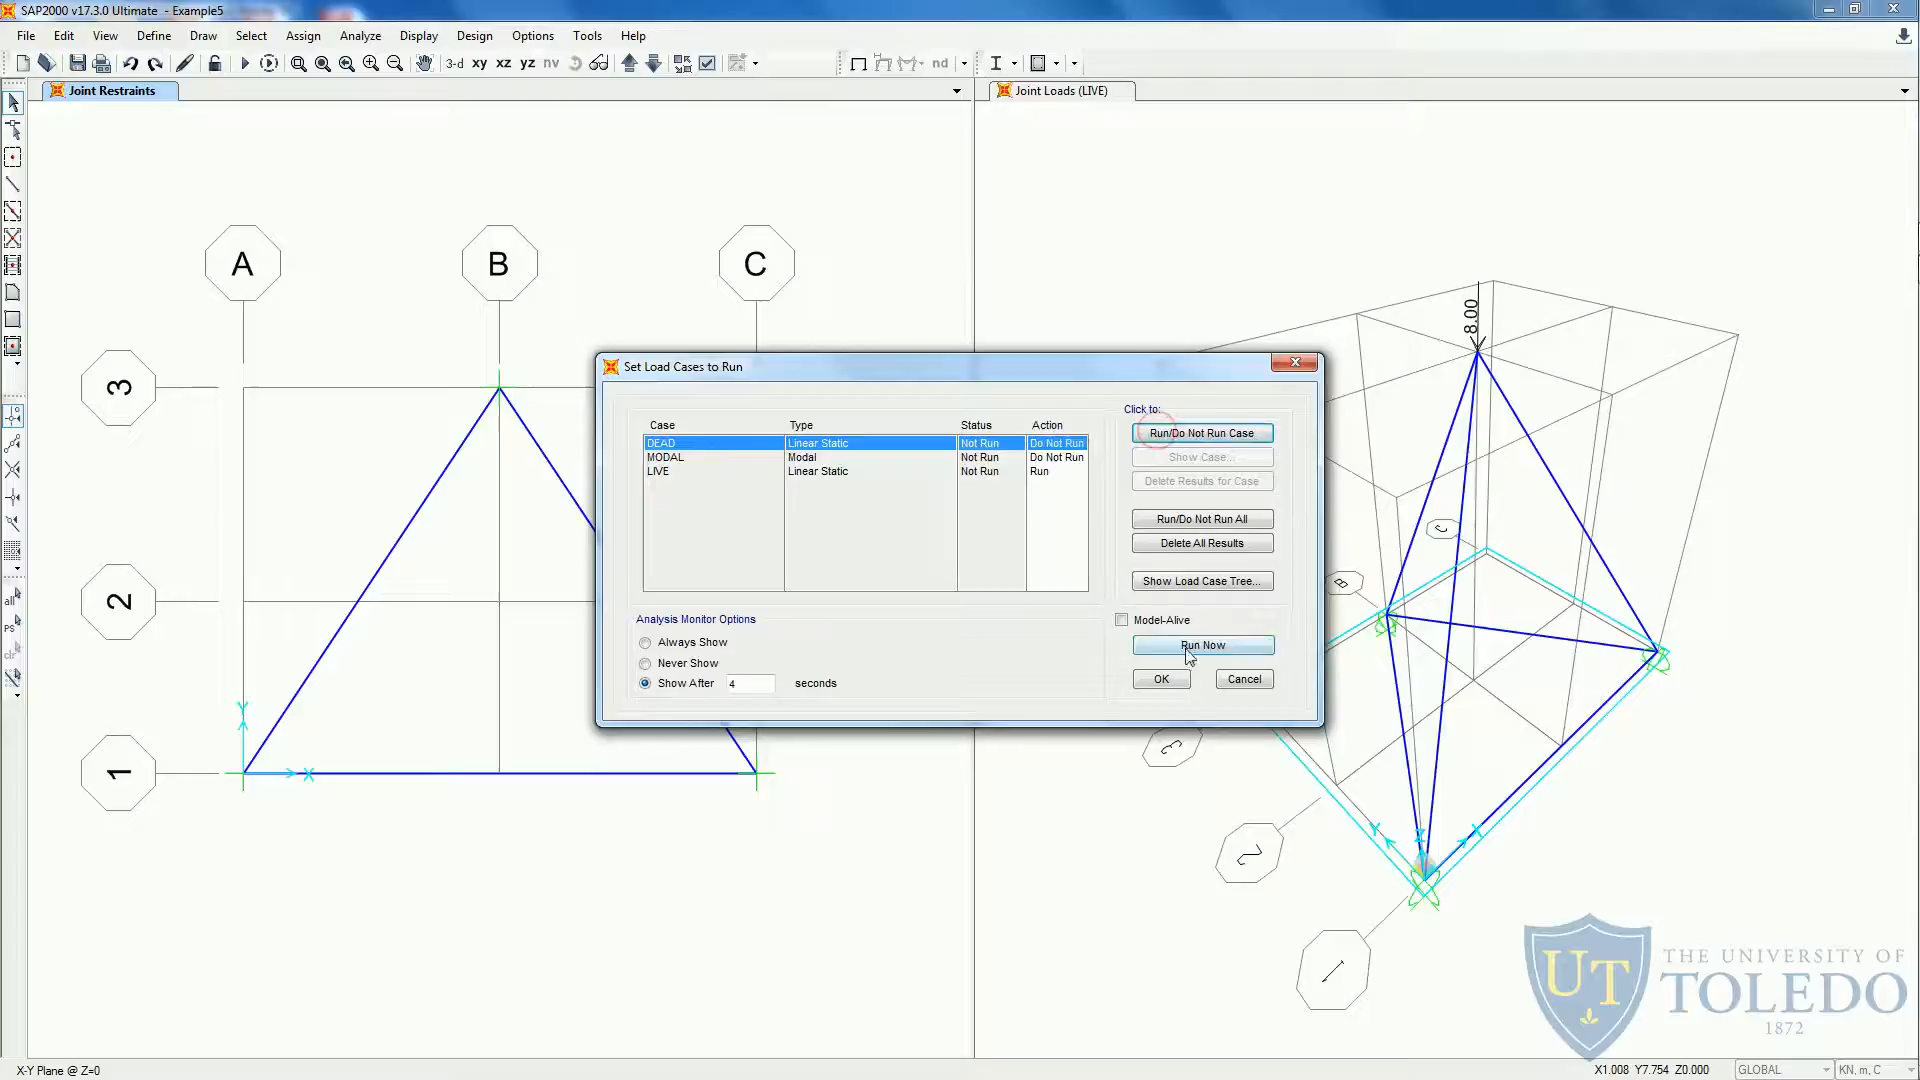 SAP2000 v17.3.0 Ultimate - Example5
File Edit View Define Draw Select Assign Analyze Display Design Options Tools Help
3-d xy xz yz nv nd
Joint Restraints
Joint Loads (LIVE)
A B C
3
2
1
8.00
C
B
3
2
1
X
Y
X
Y
Z
Set Load Cases to Run
Click to:
Case Type Status Action
DEAD Linear Static Not Run Do Not Run
MODAL Modal Not Run Do Not Run
LIVE Linear Static Not Run Run
Run/Do Not Run Case
Show Case...
Delete Results for Case
Run/Do Not Run All
Delete All Results
Show Load Case Tree...
Analysis Monitor Options
Always Show
Never Show
Show After 4 seconds
Model-Alive
Run Now
OK Cancel
all
PS
clr
UT
THE UNIVERSITY OF
TOLEDO
1872
X-Y Plane @ Z=0
X1.008 Y7.754 Z0.000 GLOBAL KN, m, C